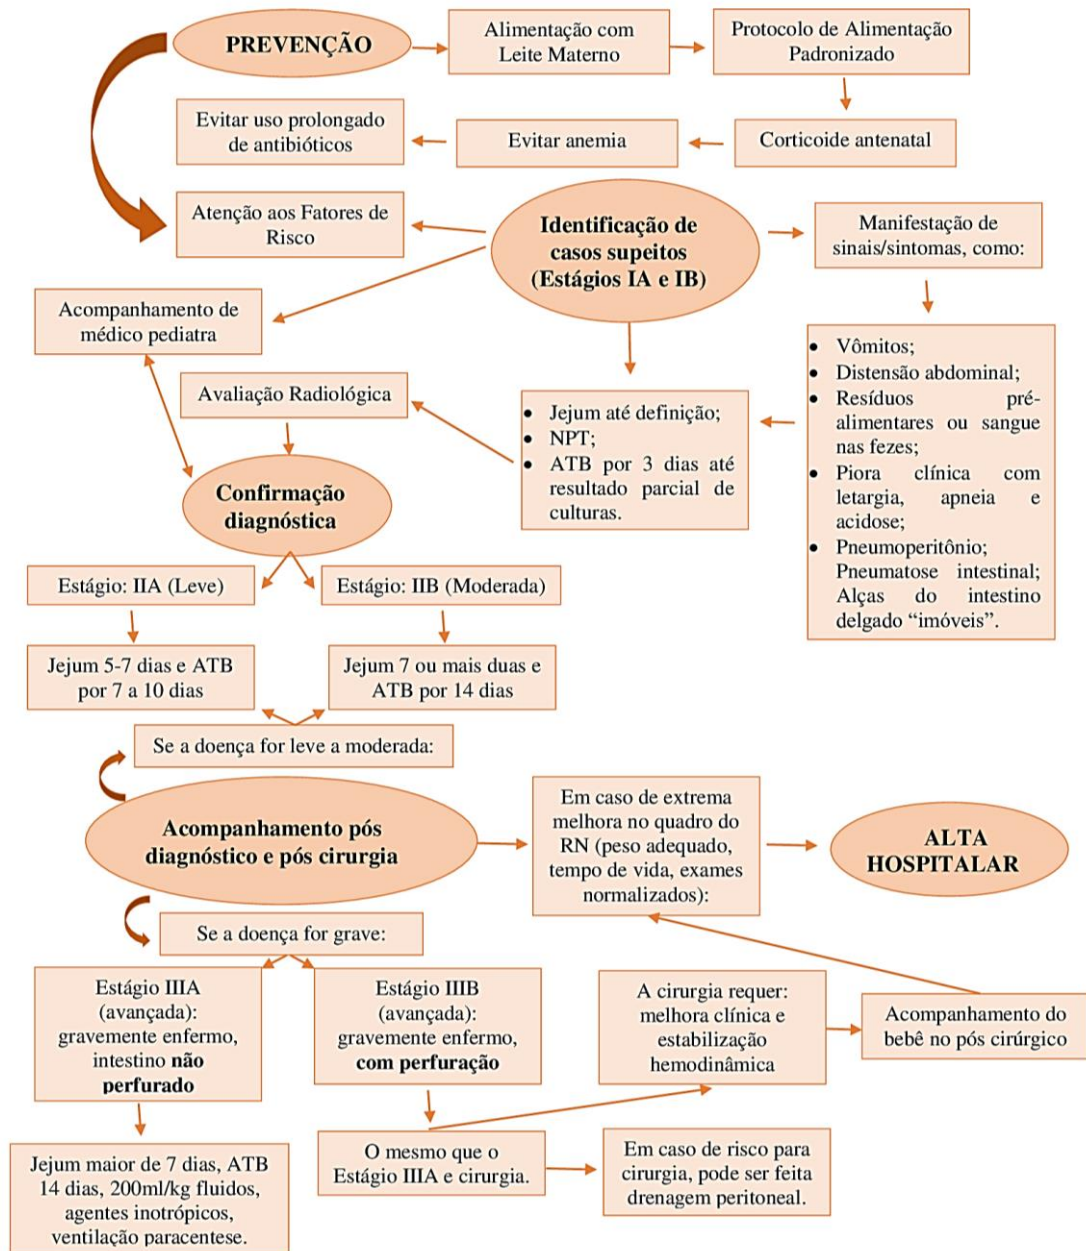 PREVENÇÃO
Alimentação com
Leite Materno
Protocolo de Alimentação
Padronizado
Evitar uso prolongado
de antibióticos
Evitar anemia
Corticoide antenatal
Atenção aos Fatores de
Risco
Identificação de
casos supeitos
(Estágios IA e IB)
Manifestação de
sinais/sintomas, como:
Acompanhamento de
médico pediatra
Avaliação Radiológica
• Jejum até definição;
• NPT;
• ATB por 3 dias até
resultado parcial de
culturas.
• Vômitos;
• Distensão abdominal;
• Resíduos pré-
alimentares ou sangue
nas fezes;
• Piora clínica com
letargia, apneia e
acidose;
• Pneumoperitônio;
Pneumatose intestinal;
Alças do intestino
delgado “imóveis”.
Confirmação
diagnóstica
Estágio: IIA (Leve)
Estágio: IIB (Moderada)
Jejum 5-7 dias e ATB
por 7 a 10 dias
Jejum 7 ou mais duas e
ATB por 14 dias
Se a doença for leve a moderada:
Acompanhamento pós
diagnóstico e pós cirurgia
Em caso de extrema
melhora no quadro do
RN (peso adequado,
tempo de vida, exames
normalizados):
ALTA
HOSPITALAR
Se a doença for grave:
Estágio IIIA
(avançada):
gravemente enfermo,
intestino não
perfurado
Estágio IIIB
(avançada):
gravemente enfermo,
com perfuração
A cirurgia requer:
melhora clínica e
estabilização
hemodinâmica
Acompanhamento do
bebê no pós cirúrgico
Jejum maior de 7 dias, ATB
14 dias, 200ml/kg fluidos,
agentes inotrópicos,
ventilação paracentese.
O mesmo que o
Estágio IIIA e cirurgia.
Em caso de risco para
cirurgia, pode ser feita
drenagem peritoneal.